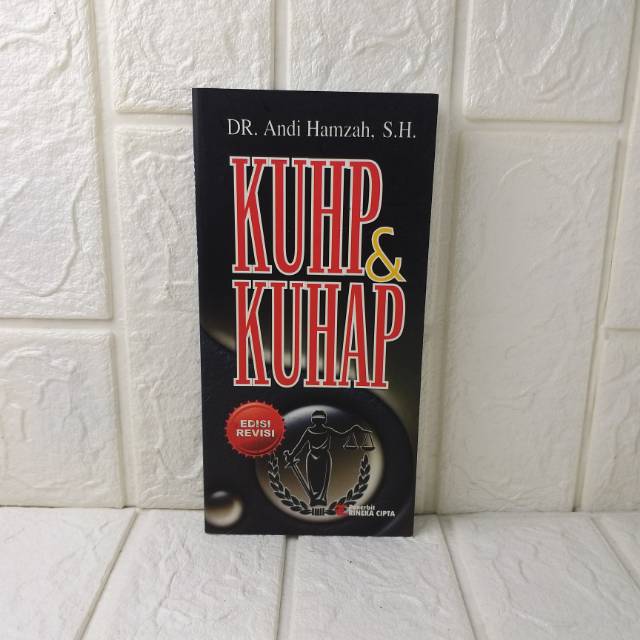 DR. Andi Hamzah, S.H.
KUHP
&
KUHAP
EDISI
REVISI
Penerbit
RINEKA CIPTA